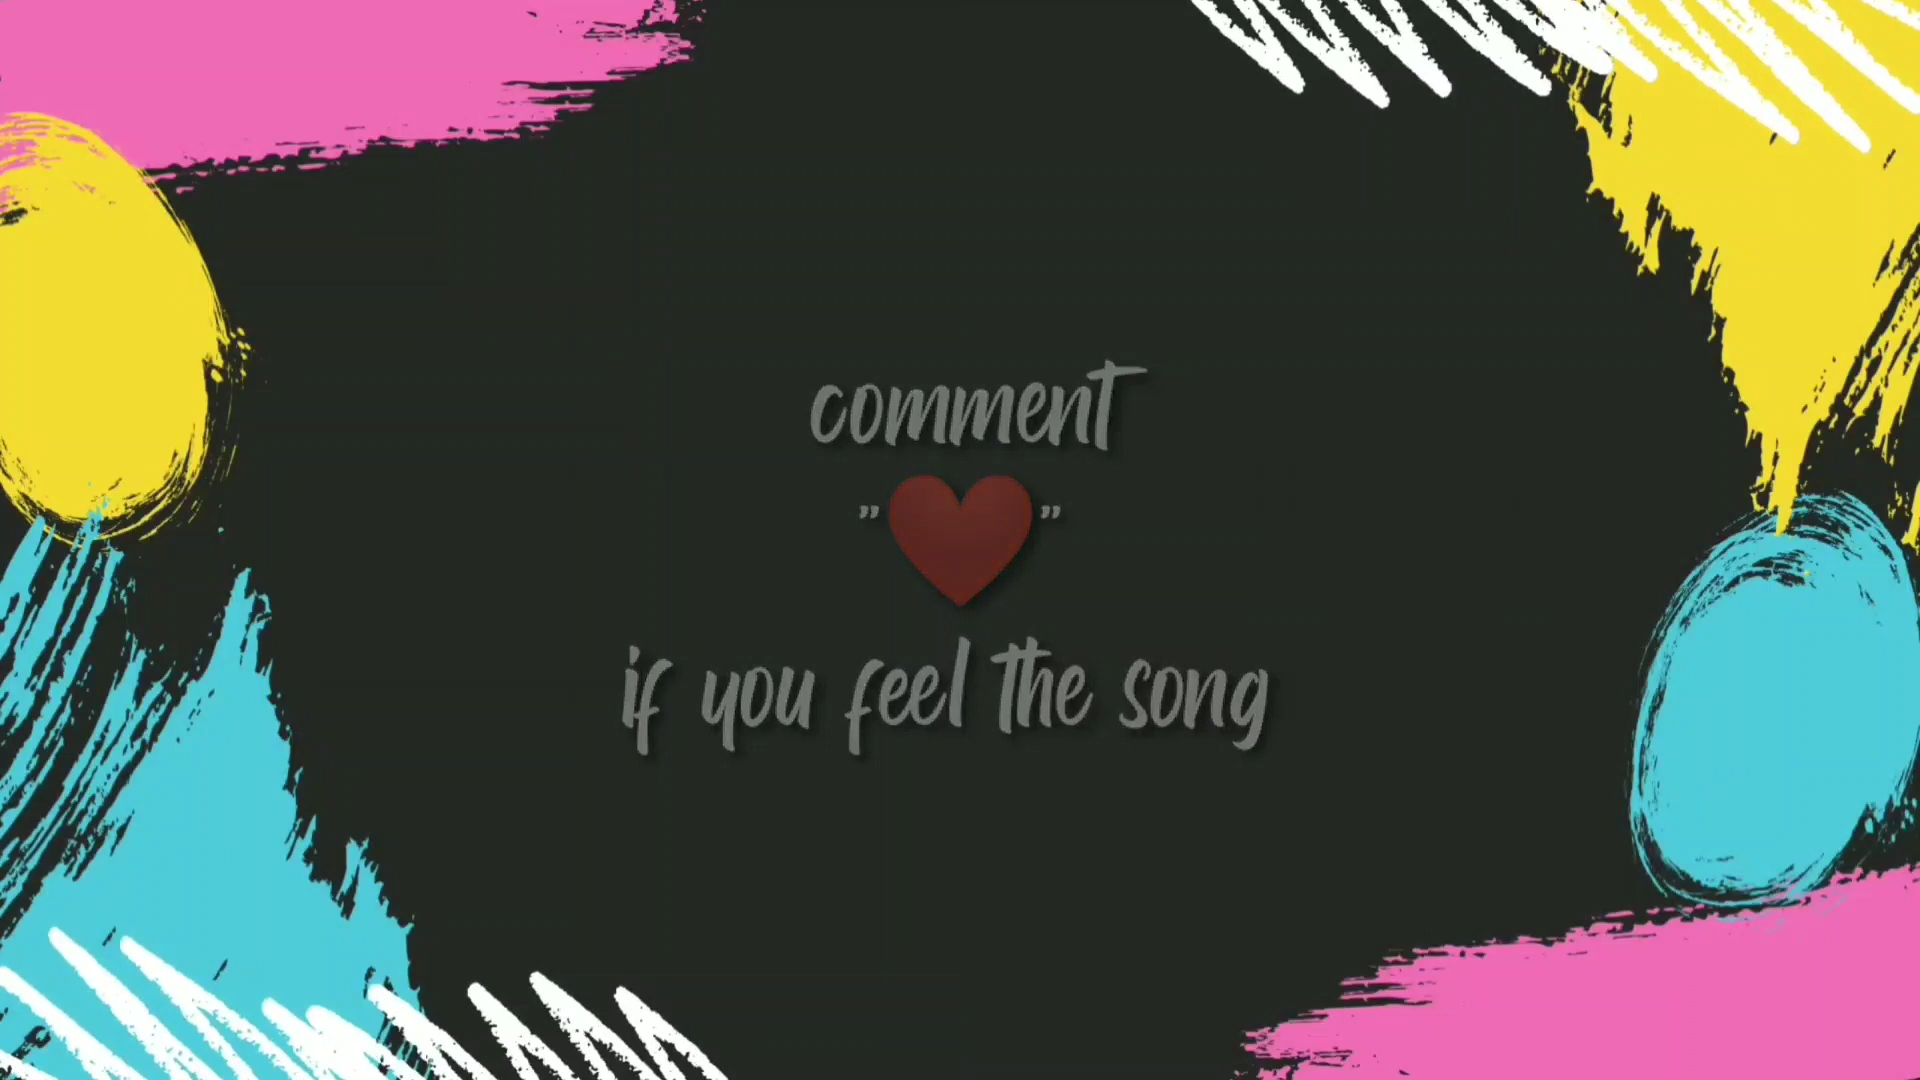 comment
"❤"
if you feel the song